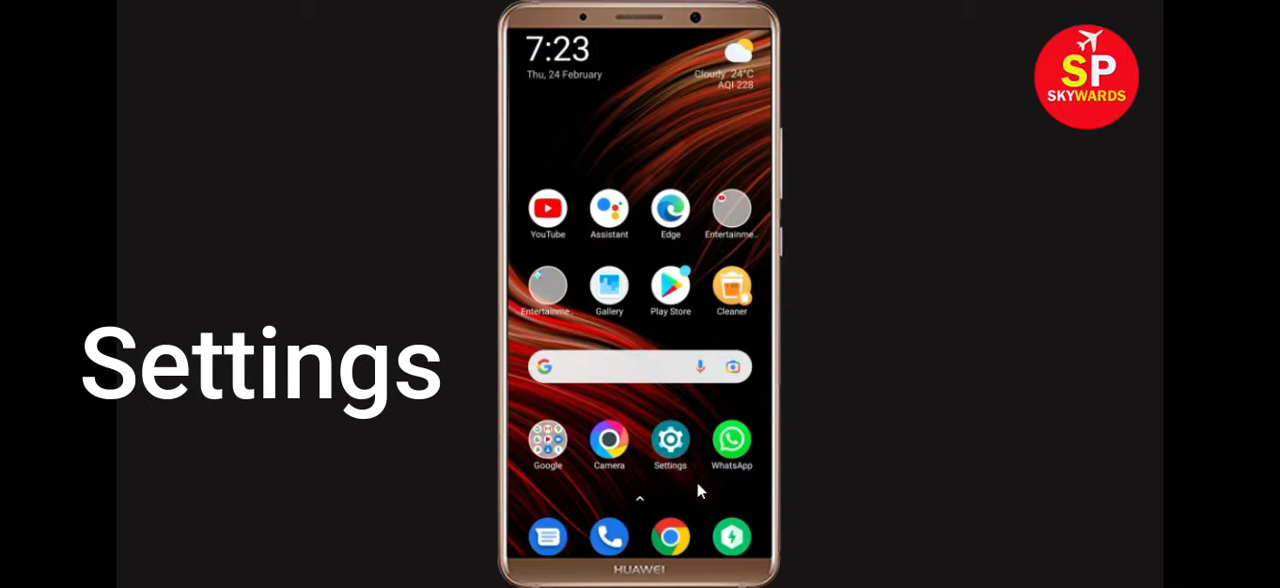 7:23
Thu, 24 February
Cloudy 24°C
AQI 228
SP
SKYWARDS
YouTube
Assistant
Edge
Entertainme..
Entertainme..
Gallery
Play Store
Cleaner
Settings
Google
Camera
Settings
WhatsApp
HUAWEI